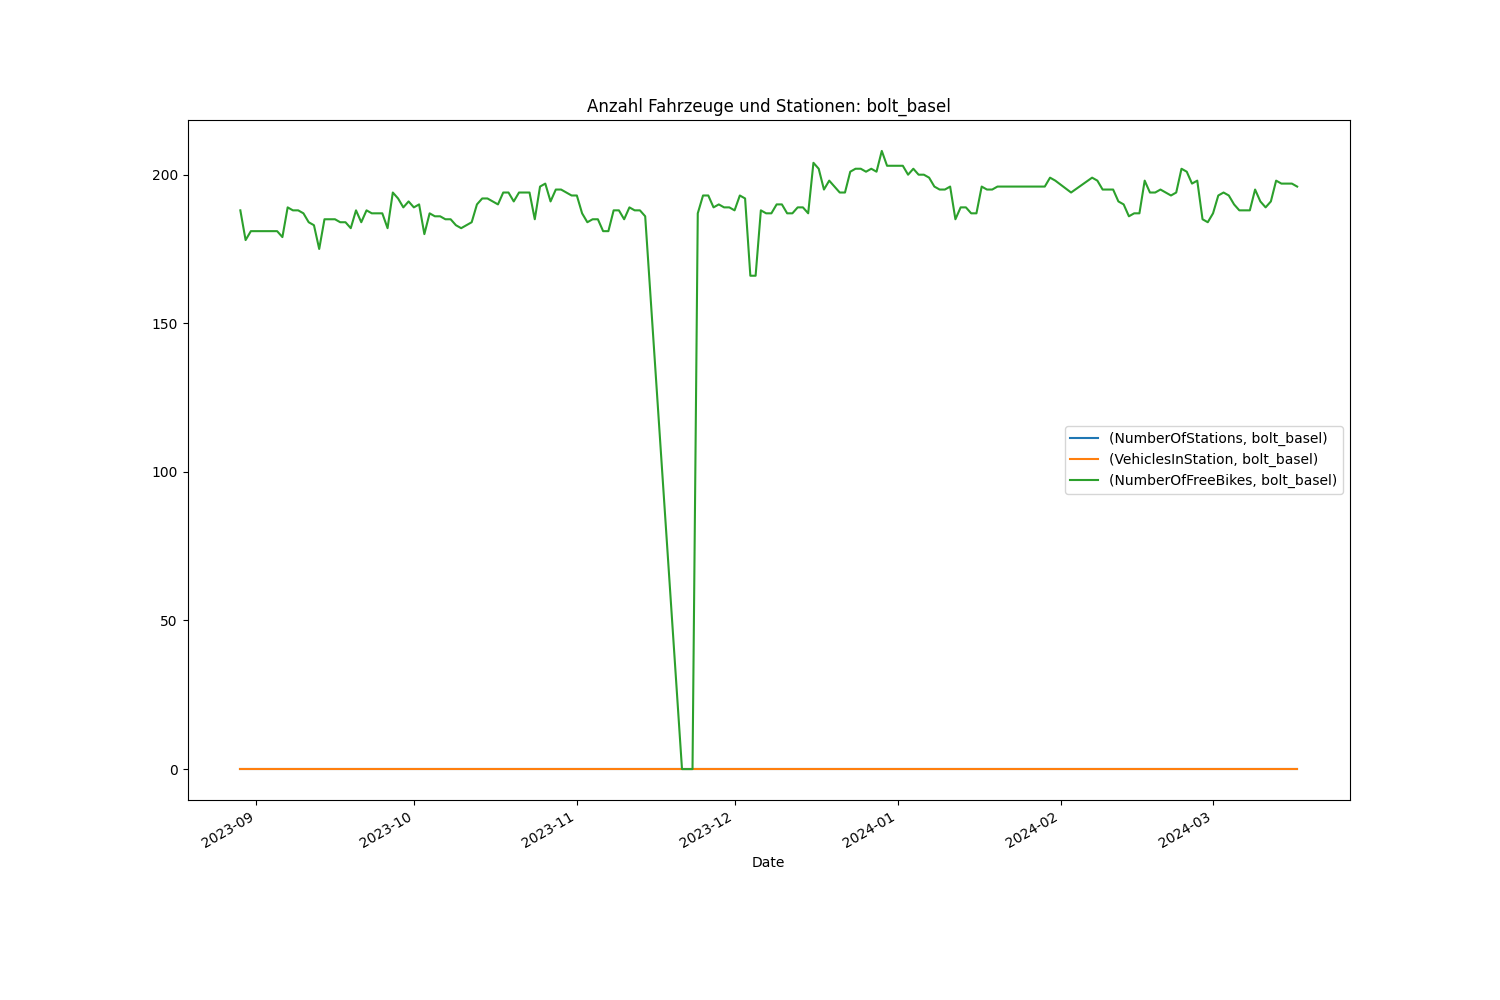 Anzahl Fahrzeuge und Stationen: bolt_basel
200
150
100
50
0
(NumberOfStations, bolt_basel)
(VehiclesInStation, bolt_basel)
(NumberOfFreeBikes, bolt_basel)
2023-09
2023-10
2023-11
2023-12
2024-01
2024-02
2024-03
Date